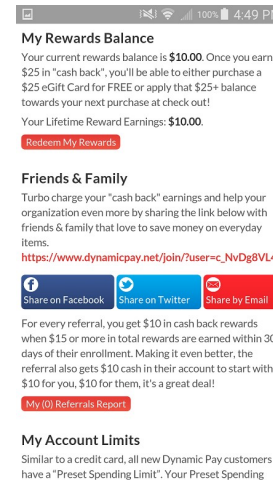 100% 4:49 PM
My Rewards Balance
Your current rewards balance is $10.00. Once you earn
$25 in "cash back", you'll be able to either purchase a
$25 eGift Card for FREE or apply that $25+ balance
towards your next purchase at check out!
Your Lifetime Reward Earnings: $10.00.
Redeem My Rewards
Friends & Family
Turbo charge your "cash back" earnings and help your
organization even more by sharing the link below with
friends & family that love to save money on everyday
items.
https://www.dynamicpay.net/join/?user=c_NvDg8VL4
Share on Facebook Share on Twitter Share by Email
For every referral, you get $10 in cash back rewards
when $15 or more in total rewards are earned within 30
days of their enrollment. Making it even better, the
referral also gets $10 cash in their account to start with.
$10 for you, $10 for them, it's a great deal!
My (0) Referrals Report
My Account Limits
Similar to a credit card, all new Dynamic Pay customers
have a "Preset Spending Limit". Your Preset Spending